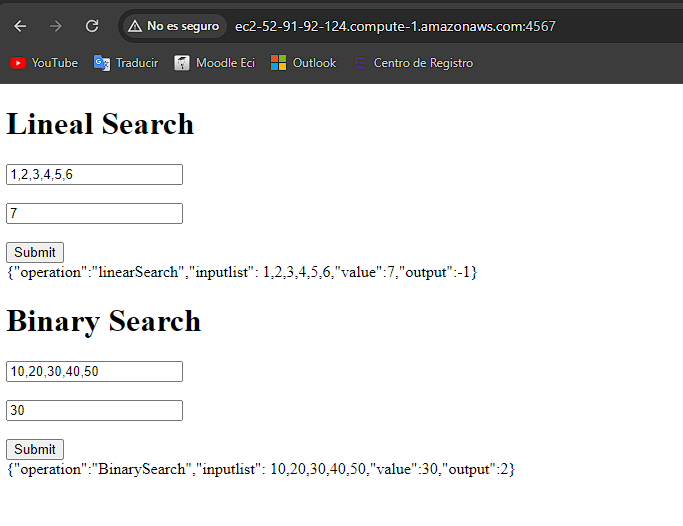 No es seguro ec2-52-91-92-124.compute-1.amazonaws.com:4567
YouTube Traducir Moodle Eci Outlook Centro de Registro
Lineal Search
1,2,3,4,5,6
7
Submit
{"operation":"linearSearch","inputlist": 1,2,3,4,5,6,"value":7,"output":-1}
Binary Search
10,20,30,40,50
30
Submit
{"operation":"BinarySearch","inputlist": 10,20,30,40,50,"value":30,"output":2}